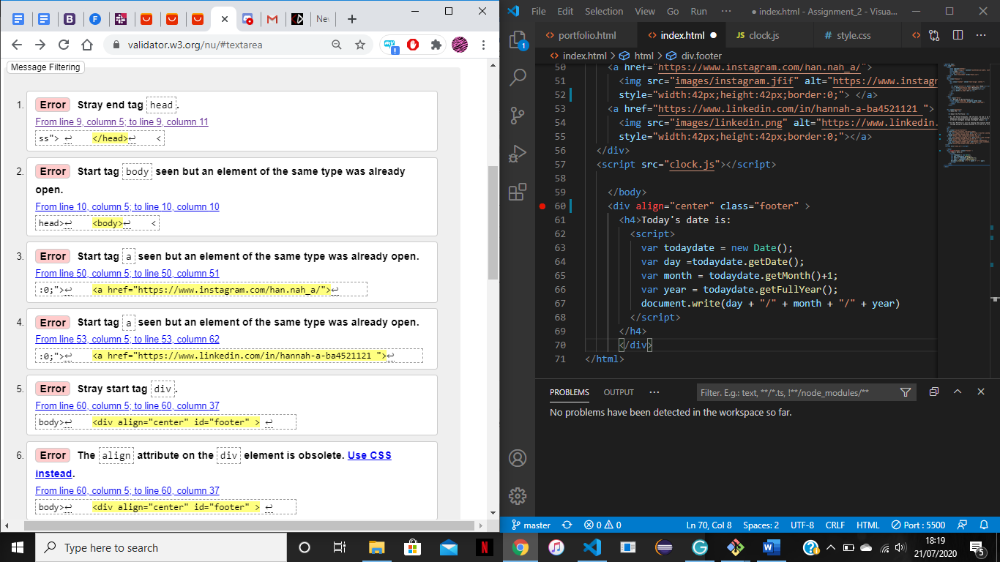 New
validator.w3.org/nu/#textarea
Message Filtering
1. Error Stray end tag head.
From line 9, column 5; to line 9, column 11
ss"> ↩ </head>↩ <
2. Error Start tag body seen but an element of the same type was already
open.
From line 10, column 5; to line 10, column 10
head>↩ <body>↩ <
3. Error Start tag a seen but an element of the same type was already open.
From line 50, column 5; to line 50, column 51
:0;">↩ <a href="https://www.instagram.com/han.nah_a/">↩
4. Error Start tag a seen but an element of the same type was already open.
From line 53, column 5; to line 53, column 62
:0;">↩ <a href="https://www.linkedin.com/in/hannah-a-ba4521121 ">↩
5. Error Stray start tag div.
From line 60, column 5; to line 60, column 37
body>↩ <div align="center" id="footer" > ↩
6. Error The align attribute on the div element is obsolete. Use CSS
instead.
From line 60, column 5; to line 60, column 37
body>↩ <div align="center" id="footer" > ↩
File Edit Selection View Go Run ··· ● index.html - Assignment_2 - Visua...
<> portfolio.html <> index.html ● JS clock.js # style.css <>
<> index.html > html > div.footer
1
50 <a href="https://www.instagram.com/han.nah_a/">
51 <img src="images/instagram.jfif" alt="https://www.instagr
52 style="width:42px;height:42px;border:0;"> </a>
53 <a href="https://www.linkedin.com/in/hannah-a-ba4521121 ">
54 <img src="images/linkedin.png" alt="https://www.linkedin.
55 style="width:42px;height:42px;border:0;"></a>
56 </div>
57 <script src="clock.js"></script>
58
59 </body>
60 <div align="center" class="footer" >
61 <h4>Today's date is:
62 <script>
63 var todaydate = new Date();
64 var day =todaydate.getDate();
65 var month = todaydate.getMonth()+1;
66 var year = todaydate.getFullYear();
67 document.write(day + "/" + month + "/" + year)
68 </script>
69 </h4>
70 </div>
71 </html>
PROBLEMS OUTPUT ··· Filter. E.g.: text, **/*.ts, !**/node_modules/**
No problems have been detected in the workspace so far.
master 0 0 Ln 70, Col 8 Spaces: 2 UTF-8 CRLF HTML Port : 5500
Type here to search
18:19
21/07/2020
5